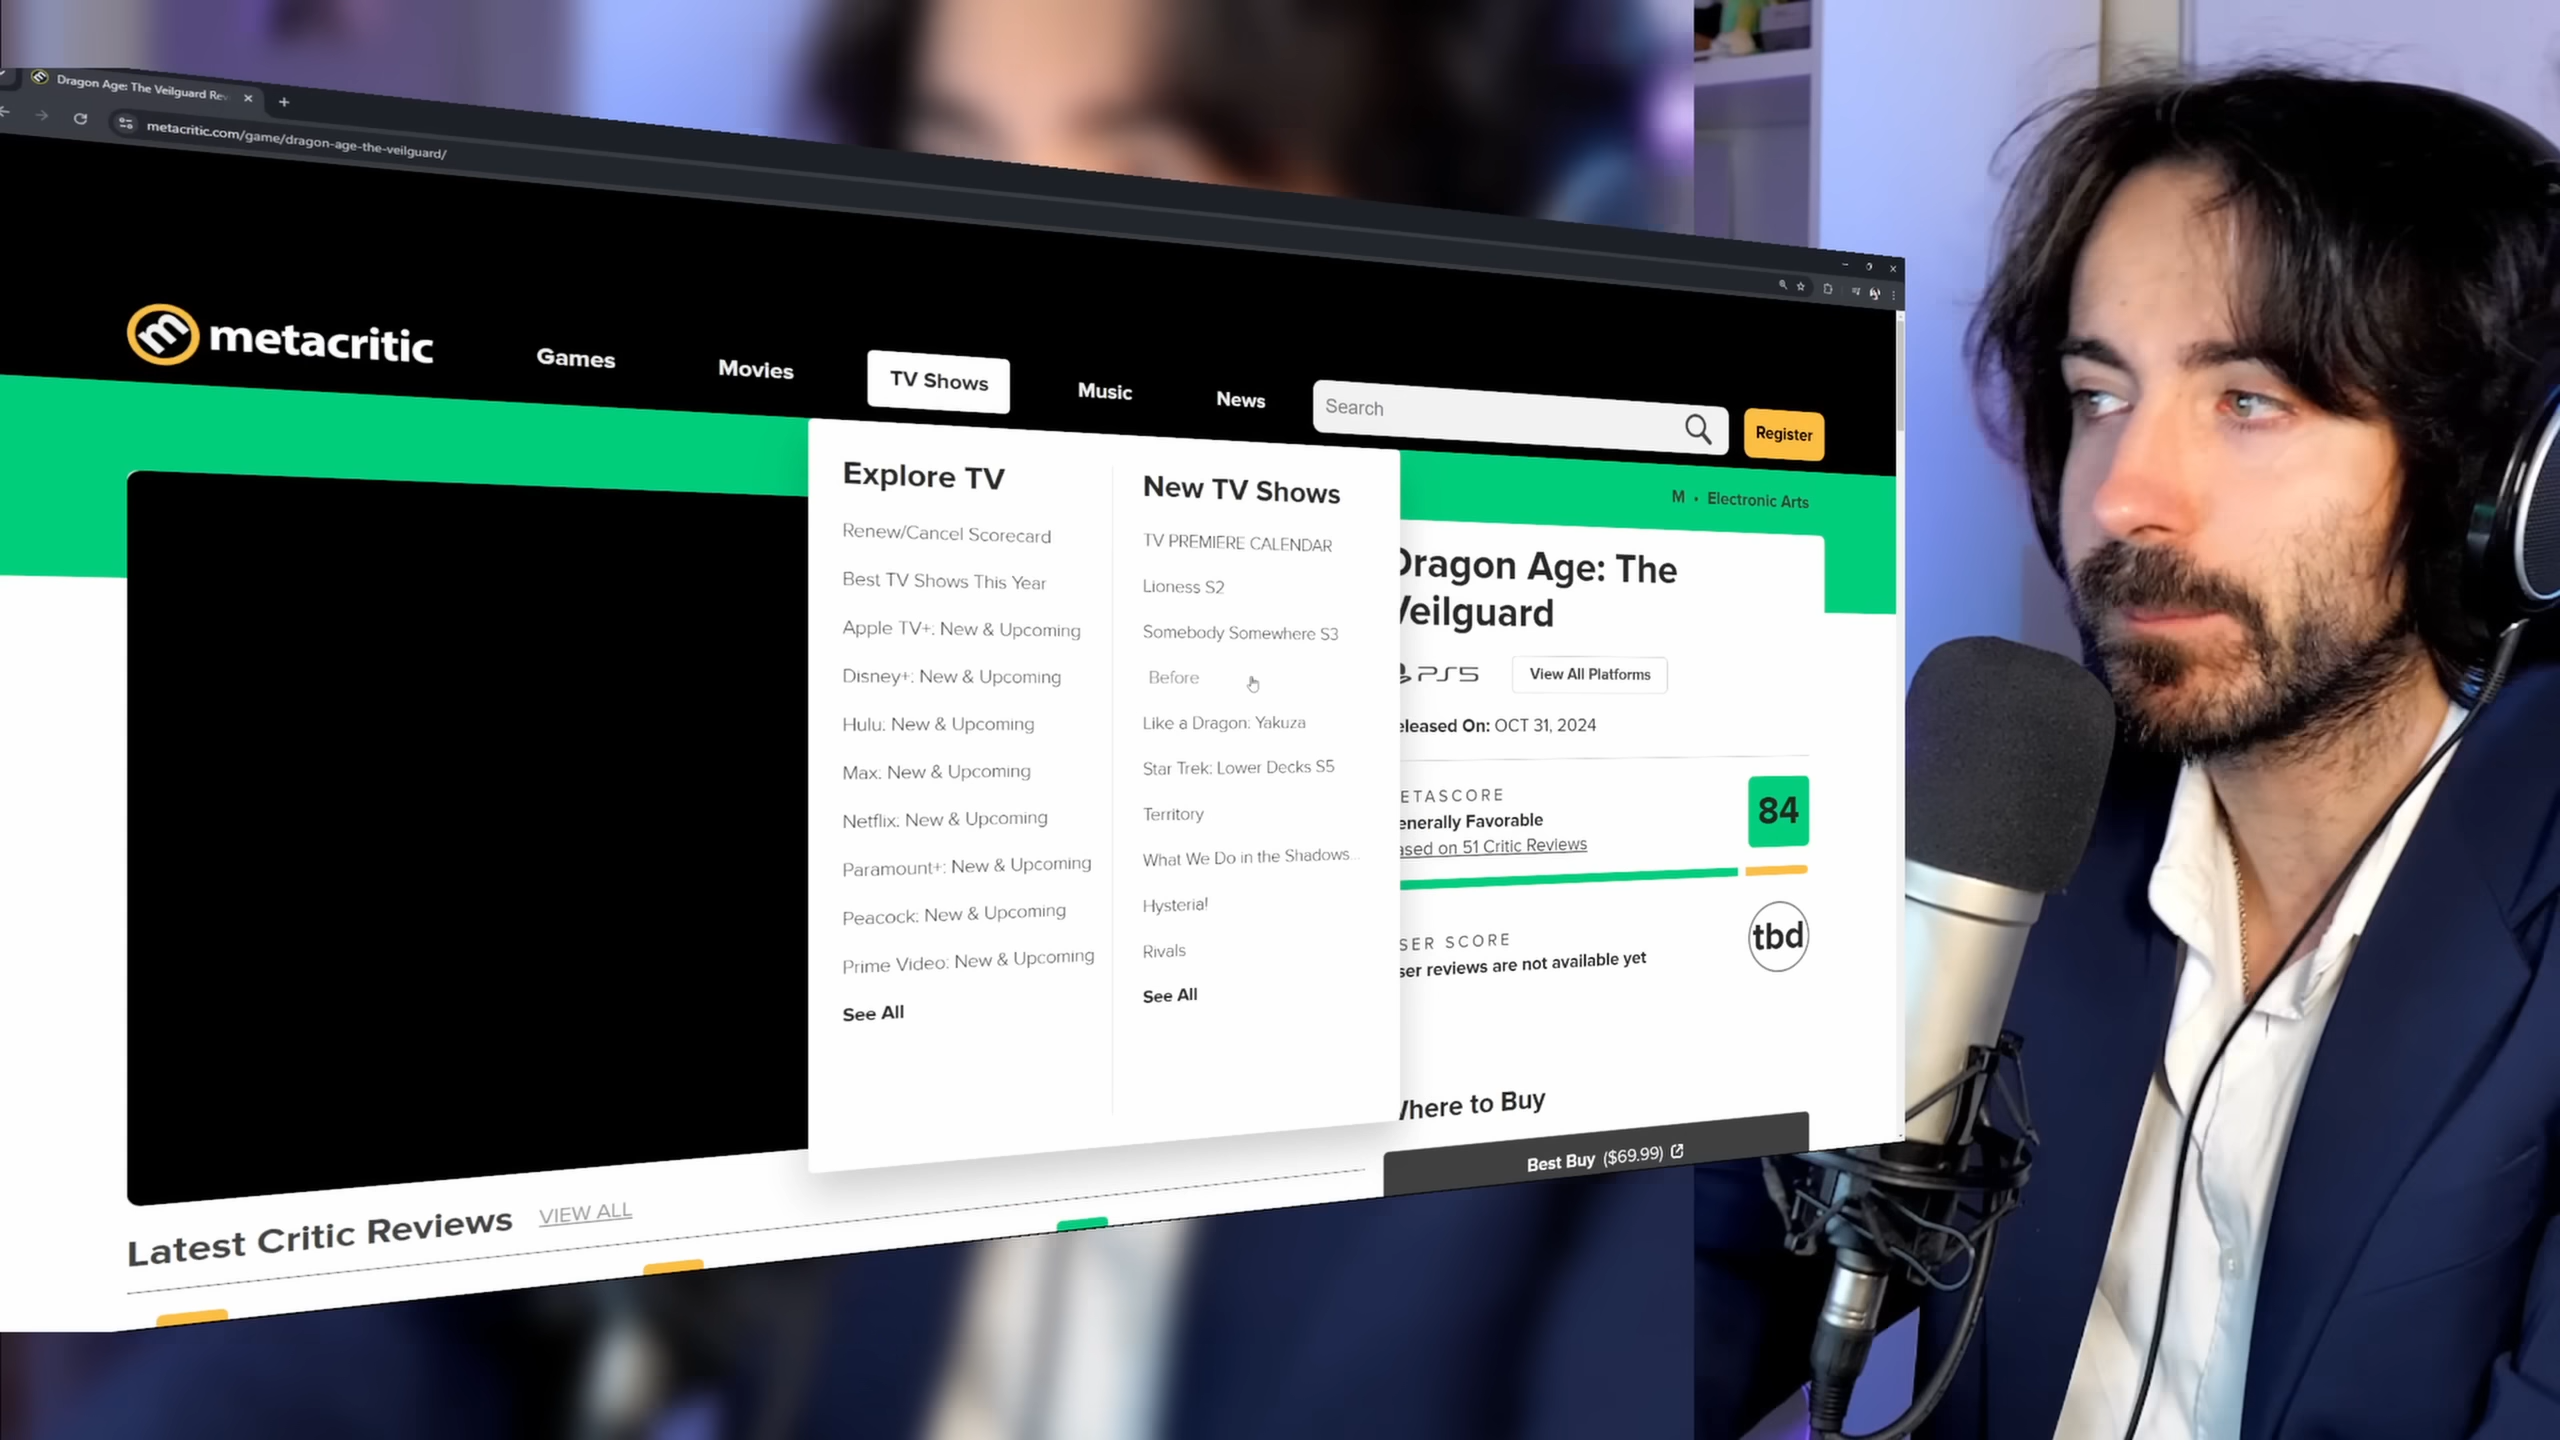 Dragon Age: The Veilguard Rev
metacritic.com/game/dragon-age-the-veilguard/
metacritic
Games
Movies
TV Shows
Music
News
Search
Register
M • Electronic Arts
Explore TV
Renew/Cancel Scorecard
Best TV Shows This Year
Apple TV+: New & Upcoming
Disney+: New & Upcoming
Hulu: New & Upcoming
Max: New & Upcoming
Netflix: New & Upcoming
Paramount+: New & Upcoming
Peacock: New & Upcoming
Prime Video: New & Upcoming
See All
New TV Shows
TV PREMIERE CALENDAR
Lioness S2
Somebody Somewhere S3
Before
Like a Dragon: Yakuza
Star Trek: Lower Decks S5
Territory
What We Do in the Shadows...
Hysteria!
Rivals
See All
Dragon Age: The
Veilguard
PS5
View All Platforms
eleased On: OCT 31, 2024
ETASCORE
enerally Favorable
ased on 51 Critic Reviews
84
SER SCORE
ser reviews are not available yet
tbd
Where to Buy
Best Buy ($69.99)
Latest Critic Reviews
VIEW ALL